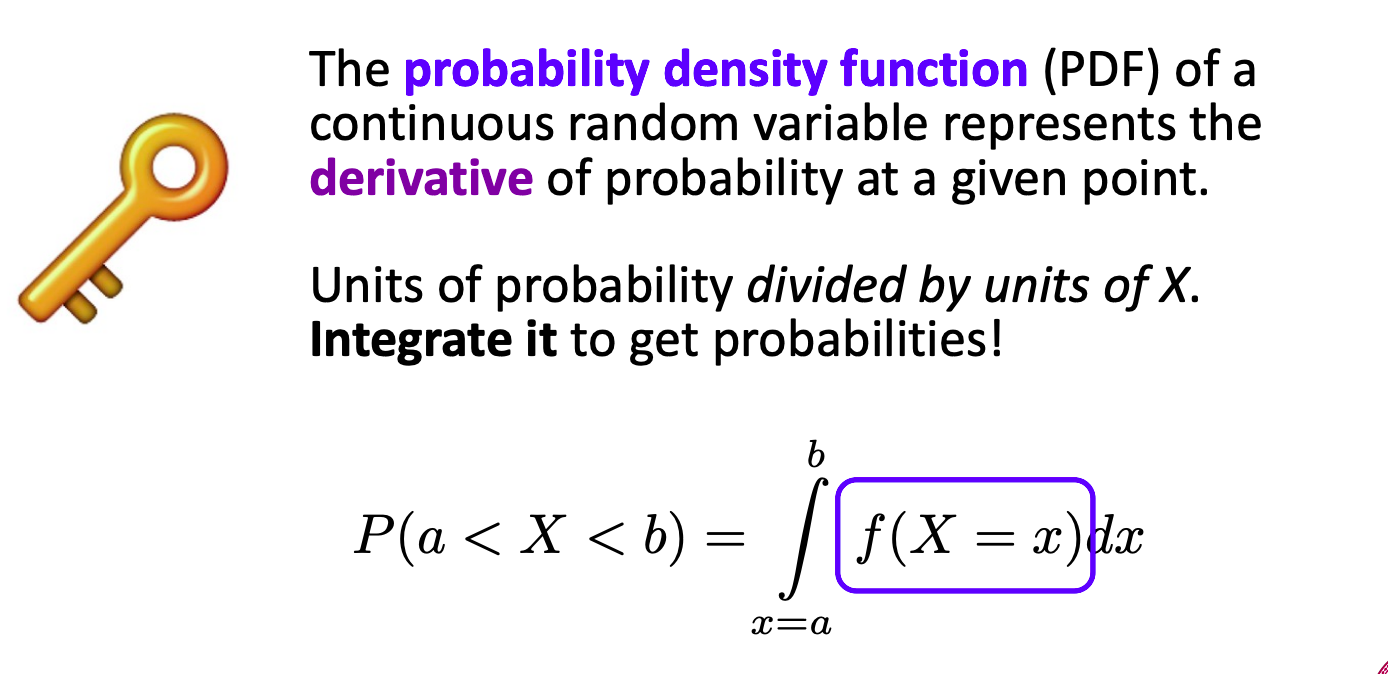 The probability density function (PDF) of a
continuous random variable represents the
derivative of probability at a given point.
Units of probability divided by units of X.
Integrate it to get probabilities!
P(a < X < b) = ∫_{x=a}^{b} f(X = x)dx